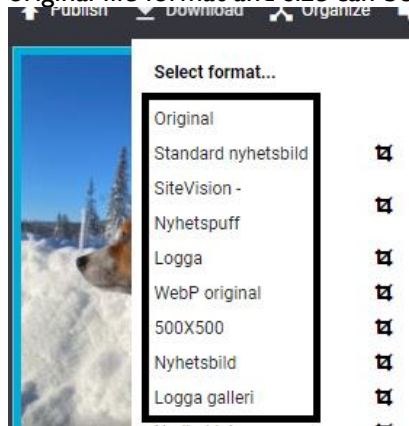 Publish Download Organize
Select format...
Original
Standard nyhetsbild
SiteVision -
Nyhetspuff
Logga
WebP original
500X500
Nyhetsbild
Logga galleri